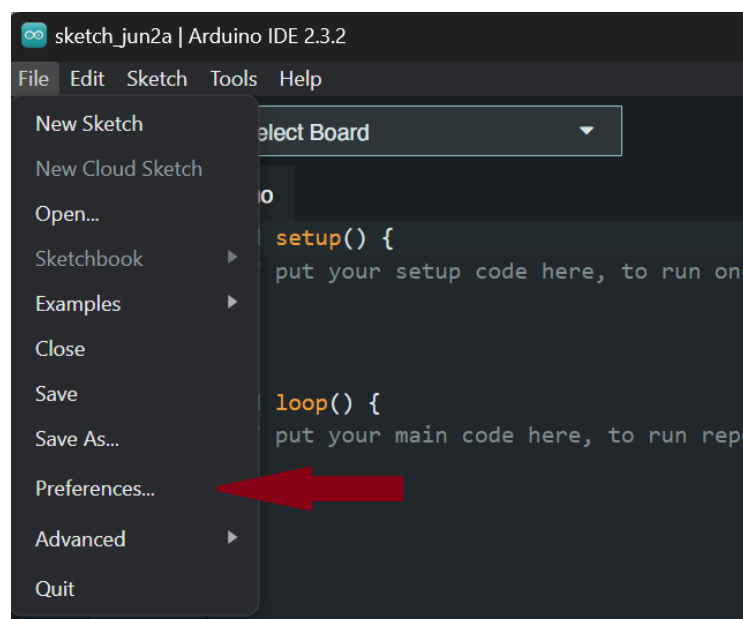 sketch_jun2a | Arduino IDE 2.3.2
File Edit Sketch Tools Help
New Sketch
elect Board
New Cloud Sketch
Open...
setup() {
Sketchbook
put your setup code here, to run on
Examples
Close
Save
loop() {
Save As...
put your main code here, to run rep
Preferences...
Advanced
Quit